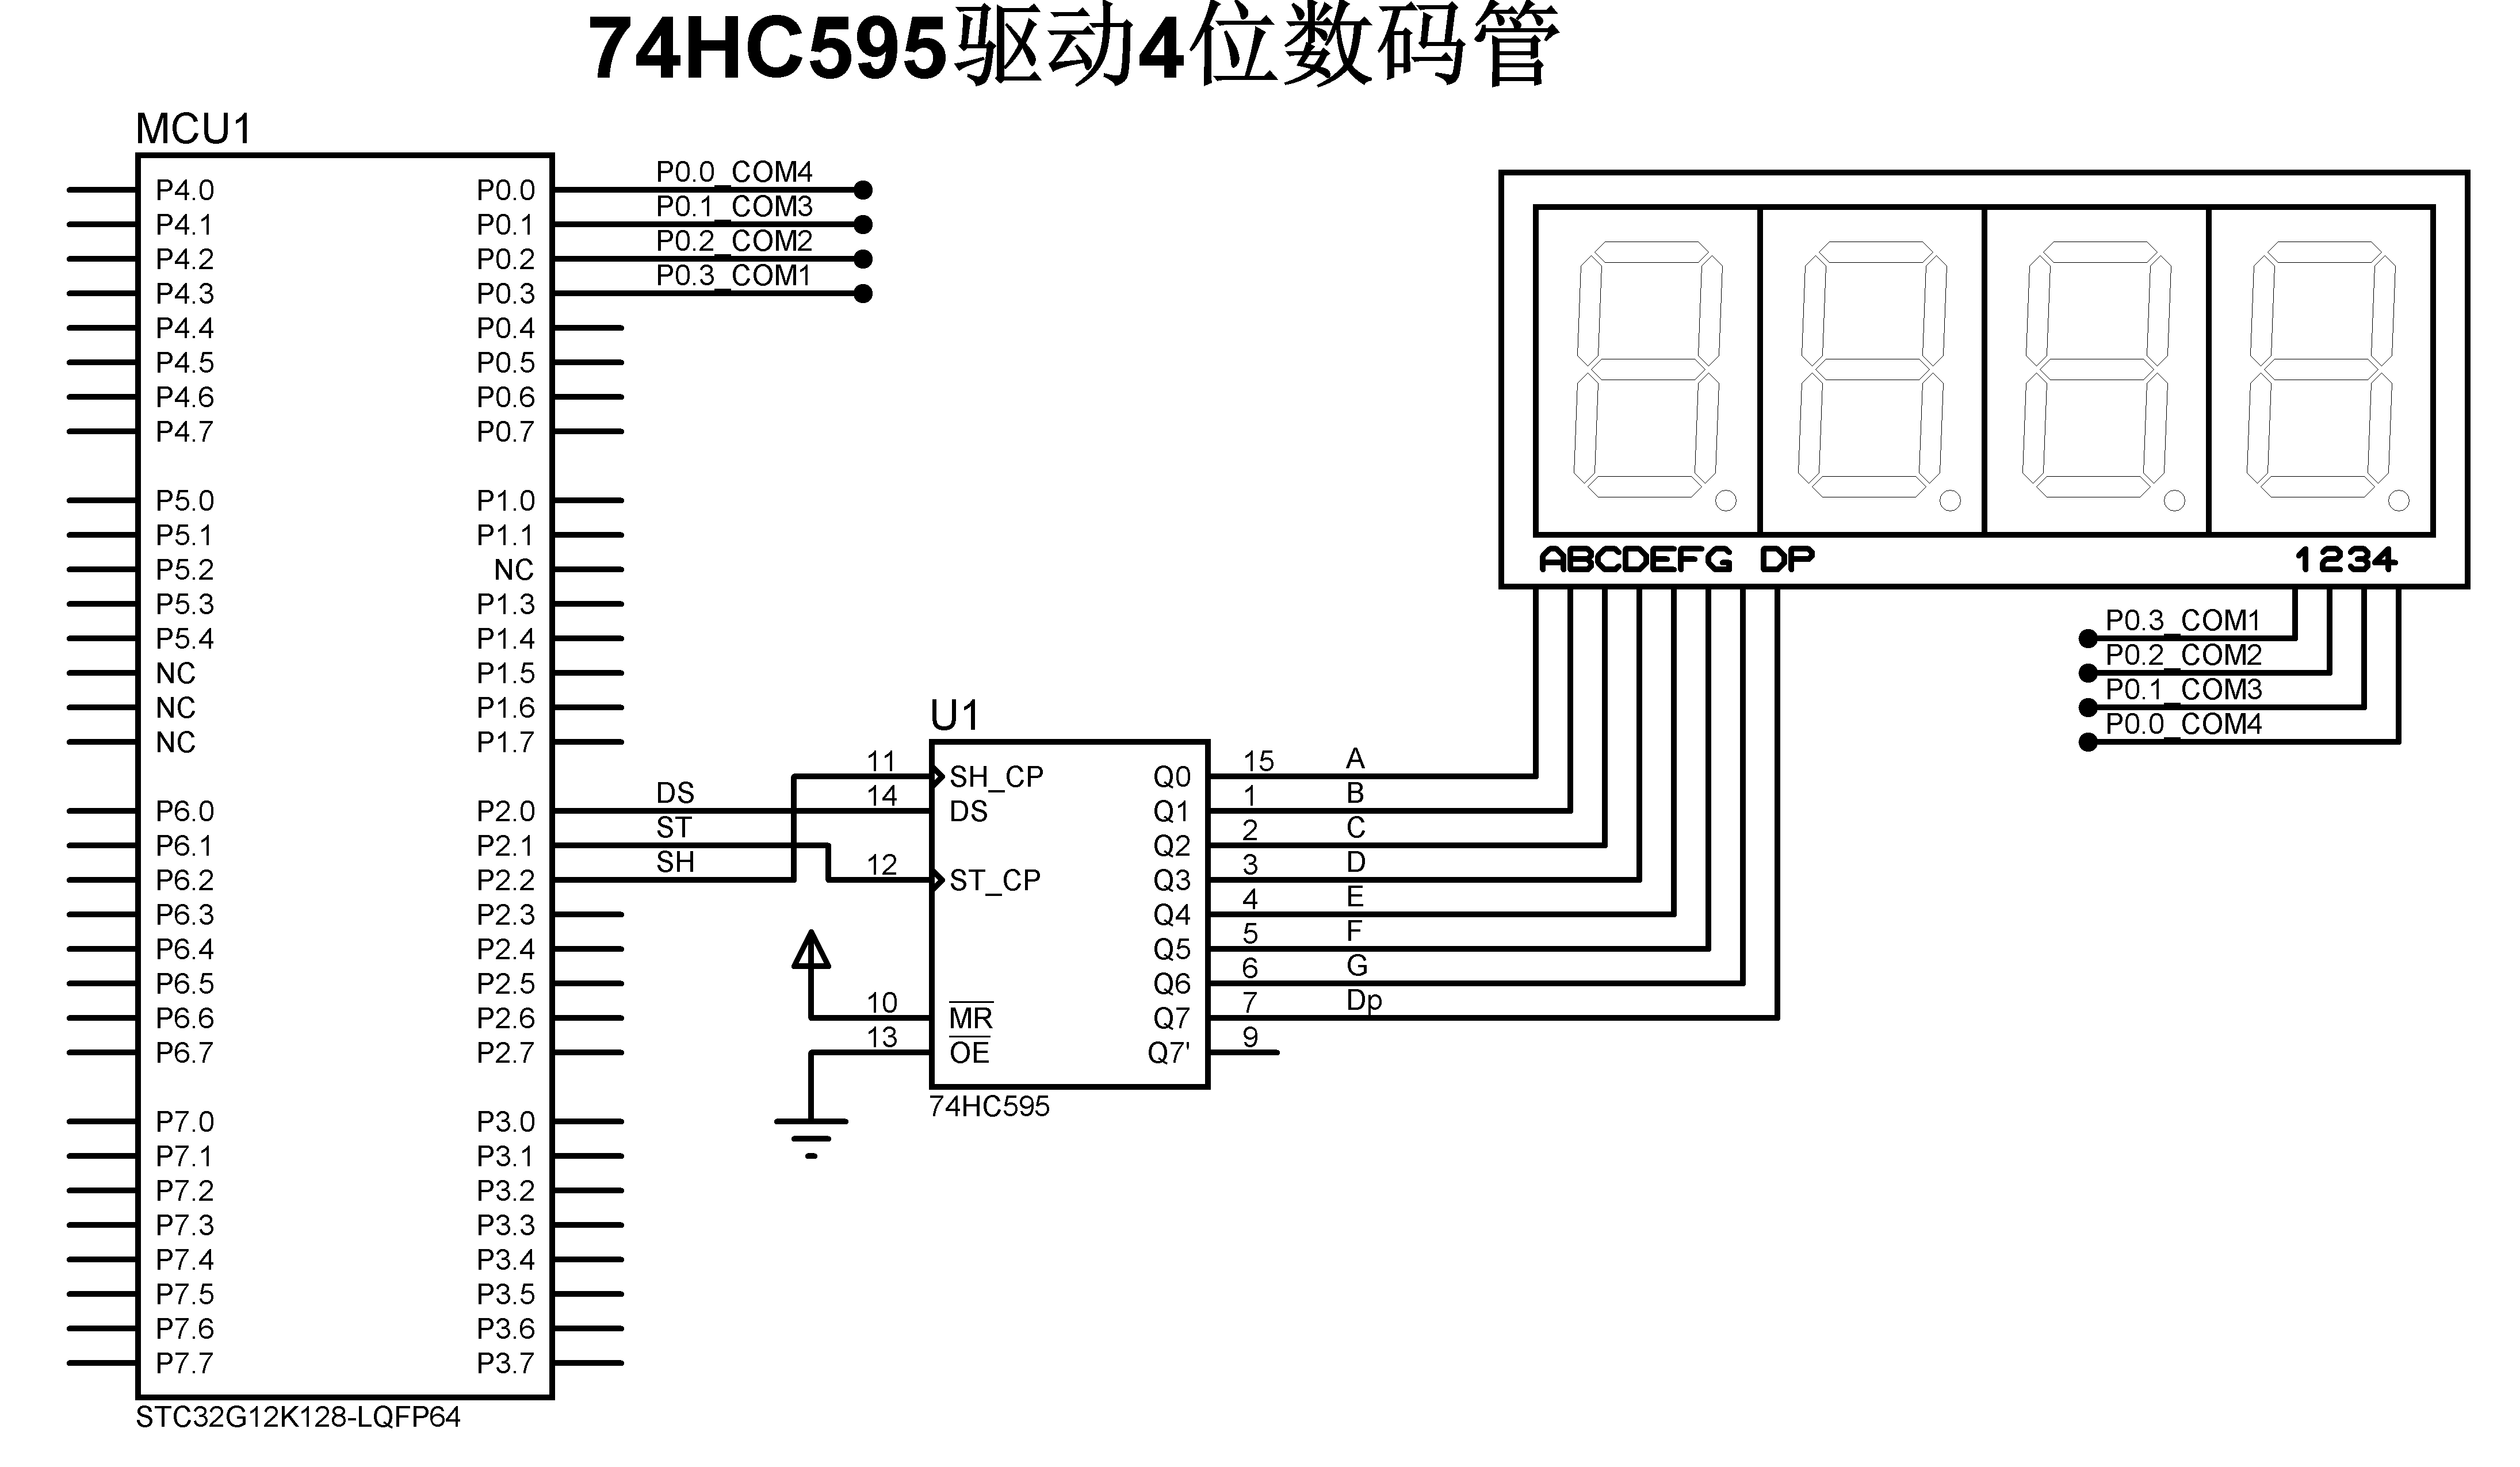 74HC595驱动4位数码管
MCU1
P4.0 P0.0 P0.0_COM4
P4.1 P0.1 P0.1_COM3
P4.2 P0.2 P0.2_COM2
P4.3 P0.3 P0.3_COM1
P4.4 P0.4
P4.5 P0.5
P4.6 P0.6
P4.7 P0.7
P5.0 P1.0
P5.1 P1.1
P5.2 NC
P5.3 P1.3
P5.4 P1.4
NC P1.5
NC P1.6
NC P1.7
P6.0 P2.0 DS
P6.1 P2.1 ST
P6.2 P2.2 SH
P6.3 P2.3
P6.4 P2.4
P6.5 P2.5
P6.6 P2.6
P6.7 P2.7
P7.0 P3.0
P7.1 P3.1
P7.2 P3.2
P7.3 P3.3
P7.4 P3.4
P7.5 P3.5
P7.6 P3.6
P7.7 P3.7
STC32G12K128-LQFP64
U1
11 SH_CP Q0 15 A
14 DS Q1 1 B
Q2 2 C
12 ST_CP Q3 3 D
Q4 4 E
Q5 5 F
Q6 6 G
10 MR Q7 7 Dp
13 OE Q7' 9
74HC595
ABCDEFG DP 1234
P0.3_COM1
P0.2_COM2
P0.1_COM3
P0.0_COM4